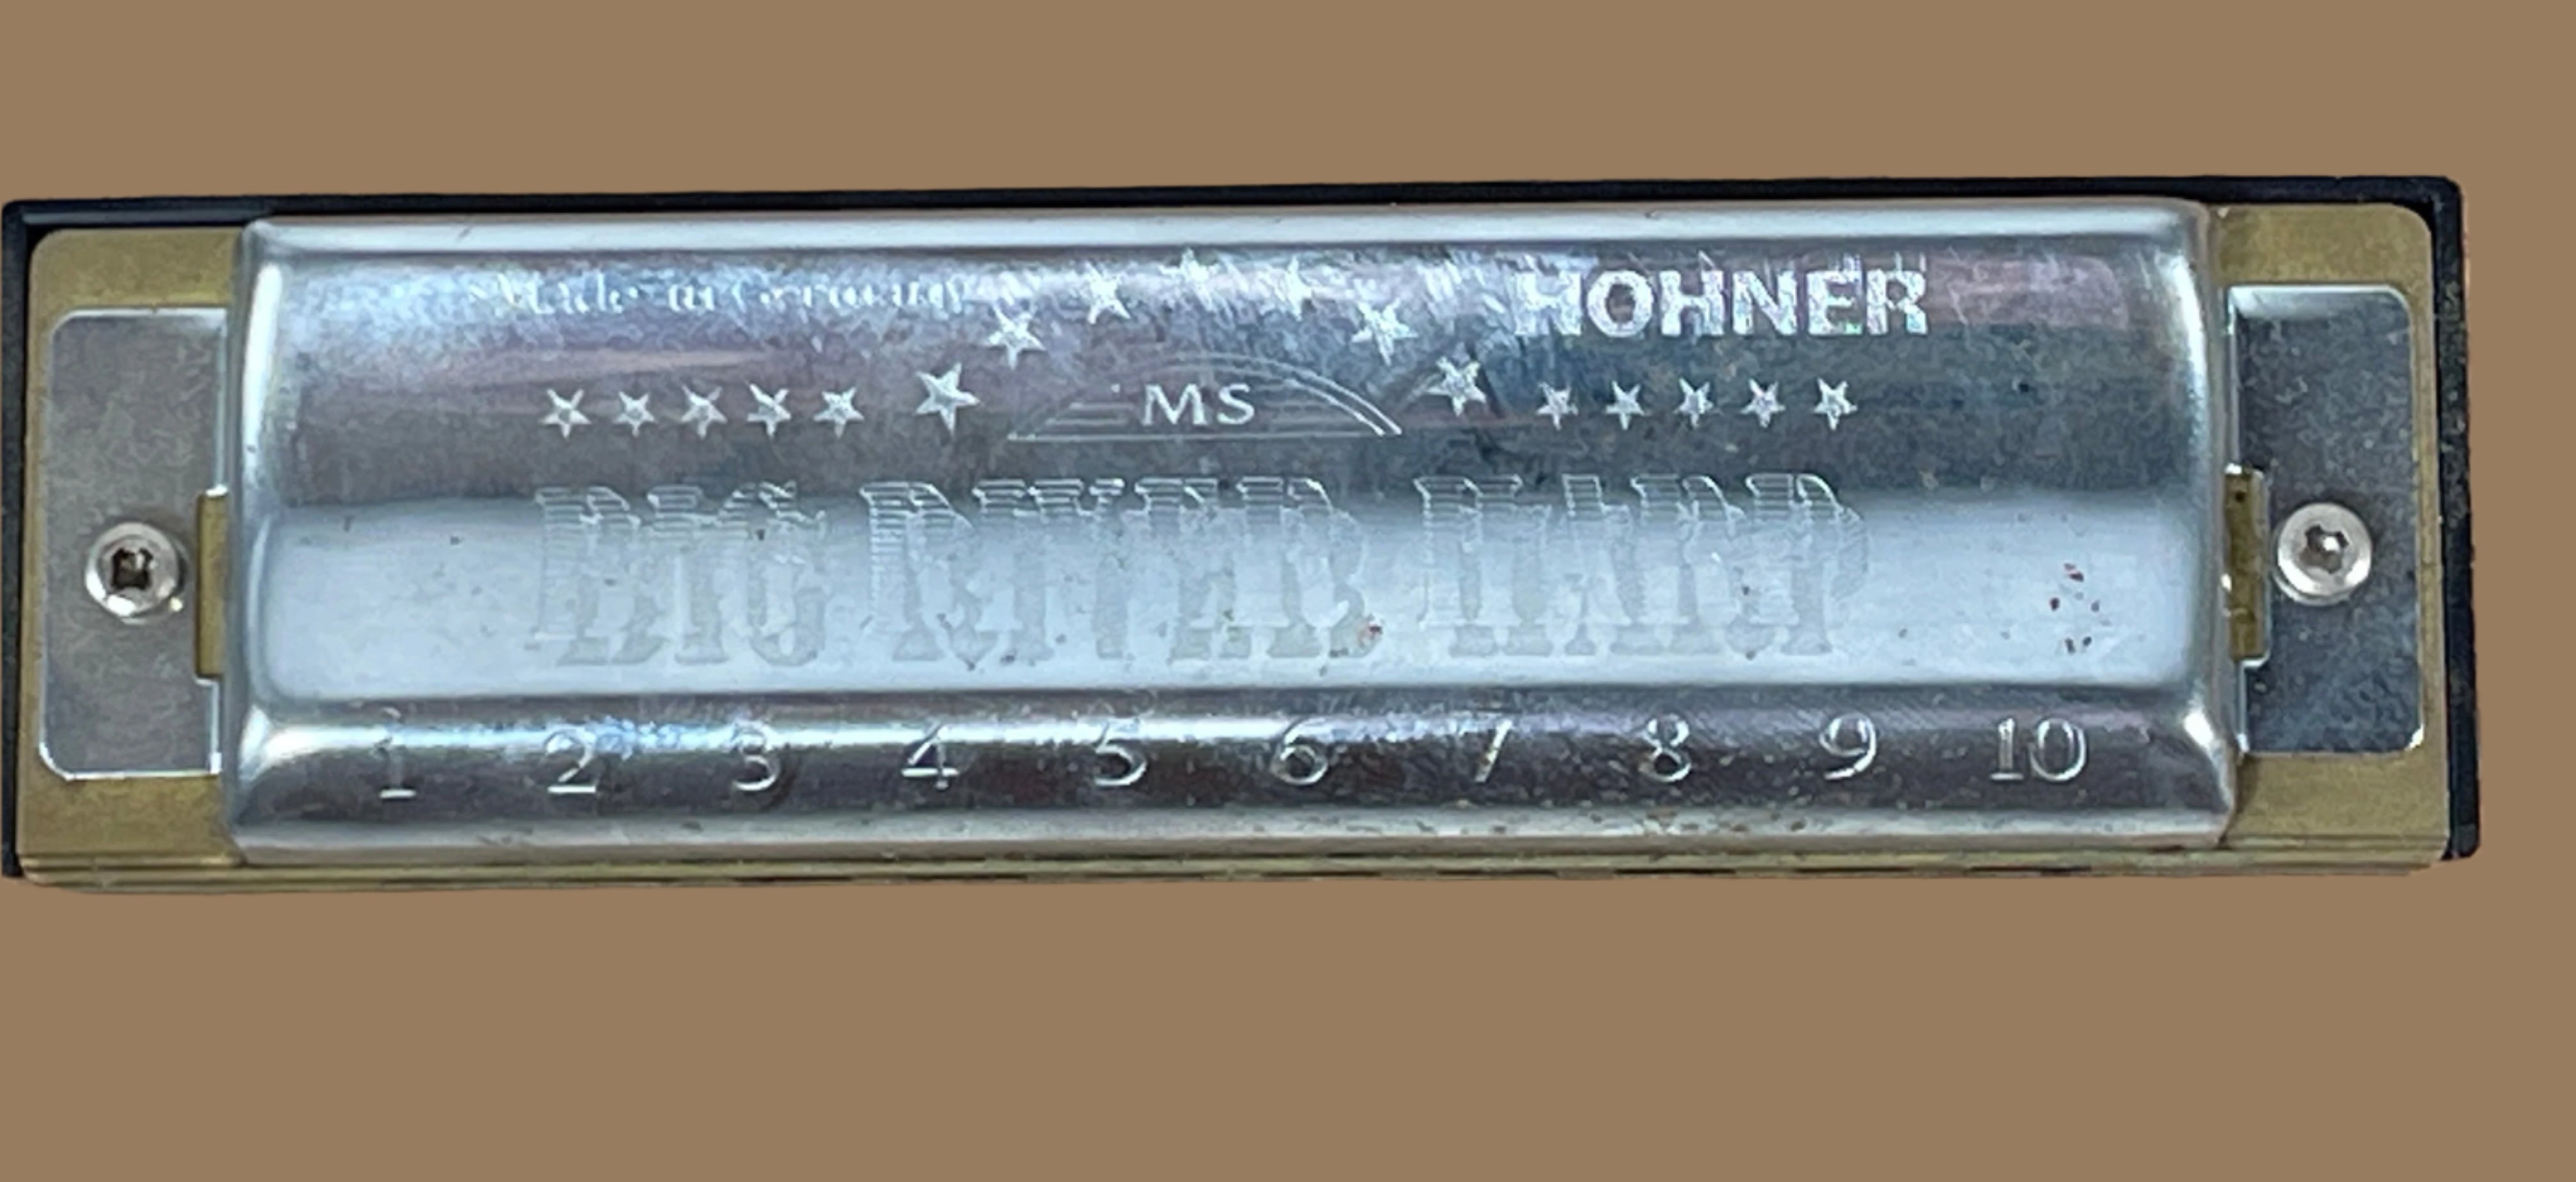 Made in Germany HOHNER
MS
BIG RIVER HARP
1 2 3 4 5 6 7 8 9 10